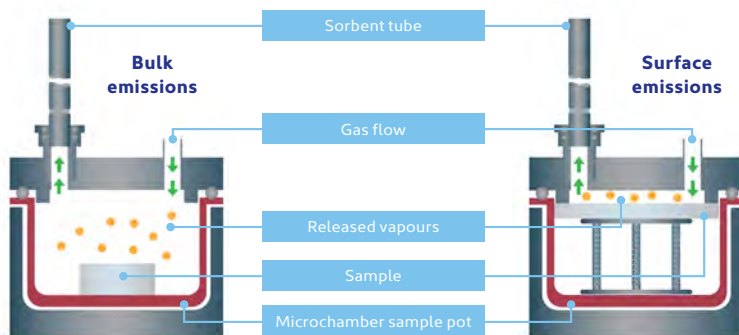 Sorbent tube
Bulk
emissions
Surface
emissions
Gas flow
Released vapours
Sample
Microchamber sample pot